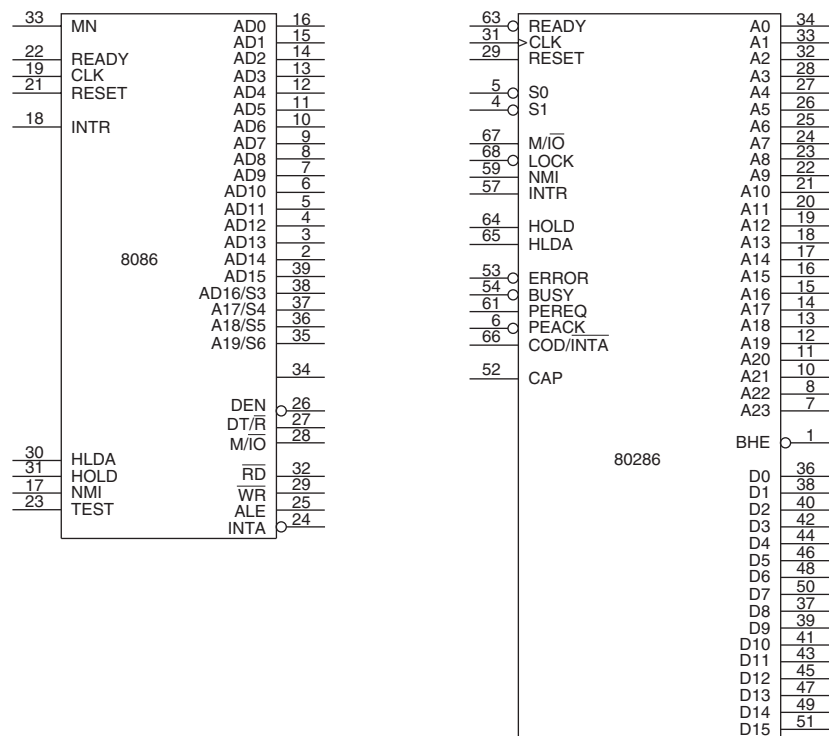 33 MN AD0 16
AD1 15
22 READY AD2 14
19 CLK AD3 13
21 RESET AD4 12
AD5 11
18 INTR AD6 10
AD7 9
AD8 8
AD9 7
AD10 6
AD11 5
AD12 4
AD13 3
8086 AD14 2
AD15 39
AD16/S3 38
A17/S4 37
A18/S5 36
A19/S6 35
34
DEN 26
DT/R̅ 27
M/I̅O̅ 28
30 HLDA
31 HOLD R̅D̅ 32
17 NMI W̅R̅ 29
23 TEST ALE 25
INTA 24
63 READY A0 34
31 CLK A1 33
29 RESET A2 32
A3 28
5 S0 A4 27
4 S1 A5 26
A6 25
67 M/I̅O̅ A7 24
68 LOCK A8 23
59 NMI A9 22
57 INTR A10 21
A11 20
64 HOLD A12 19
65 HLDA A13 18
A14 17
53 ERROR A15 16
54 BUSY A16 15
61 PEREQ A17 14
6 PEACK A18 13
66 COD/I̅N̅T̅A̅ A19 12
A20 11
52 CAP A21 10
A22 8
A23 7
BHE 1
80286
D0 36
D1 38
D2 40
D3 42
D4 44
D5 46
D6 48
D7 50
D8 37
D9 39
D10 41
D11 43
D12 45
D13 47
D14 49
D15 51